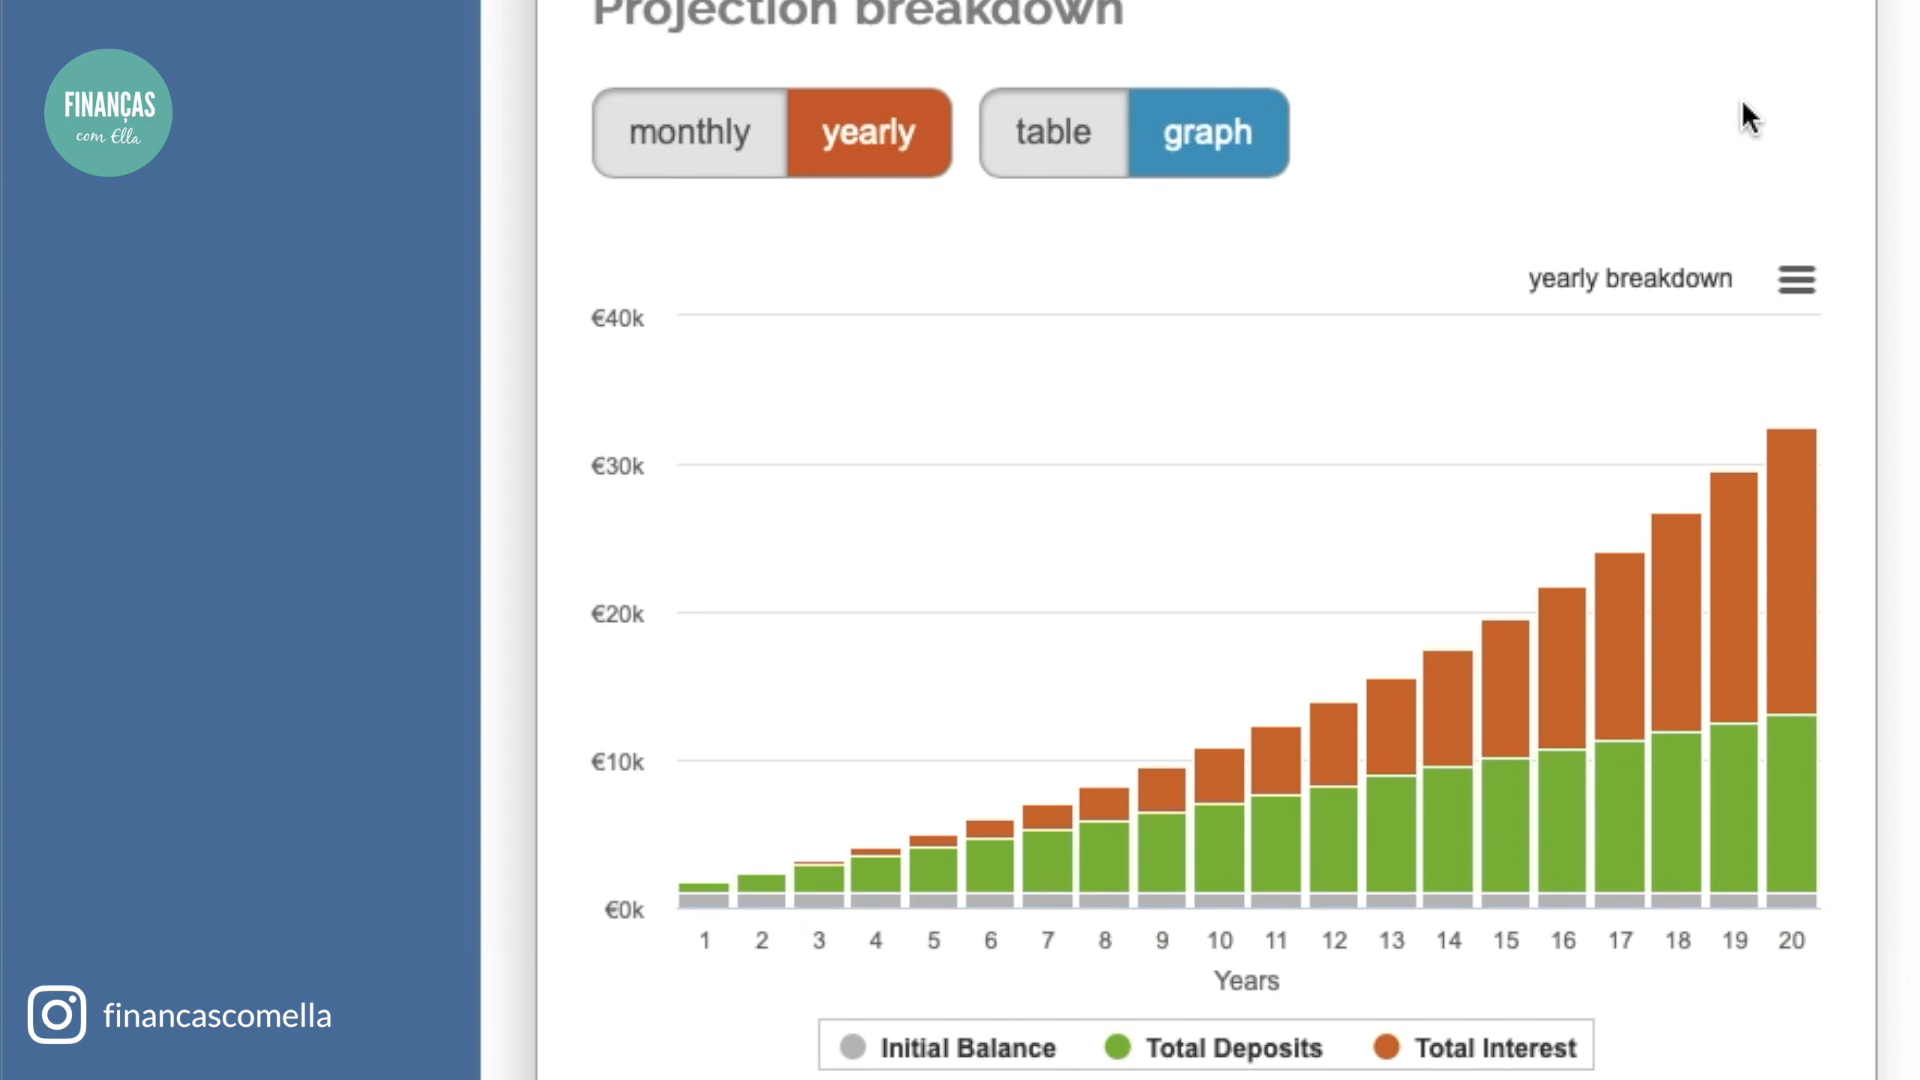 Projection breakdown
FINANÇAS
com Ella
monthly yearly table graph
yearly breakdown
€40k
€30k
€20k
€10k
€0k
1 2 3 4 5 6 7 8 9 10 11 12 13 14 15 16 17 18 19 20
Years
financascomella
Initial Balance Total Deposits Total Interest